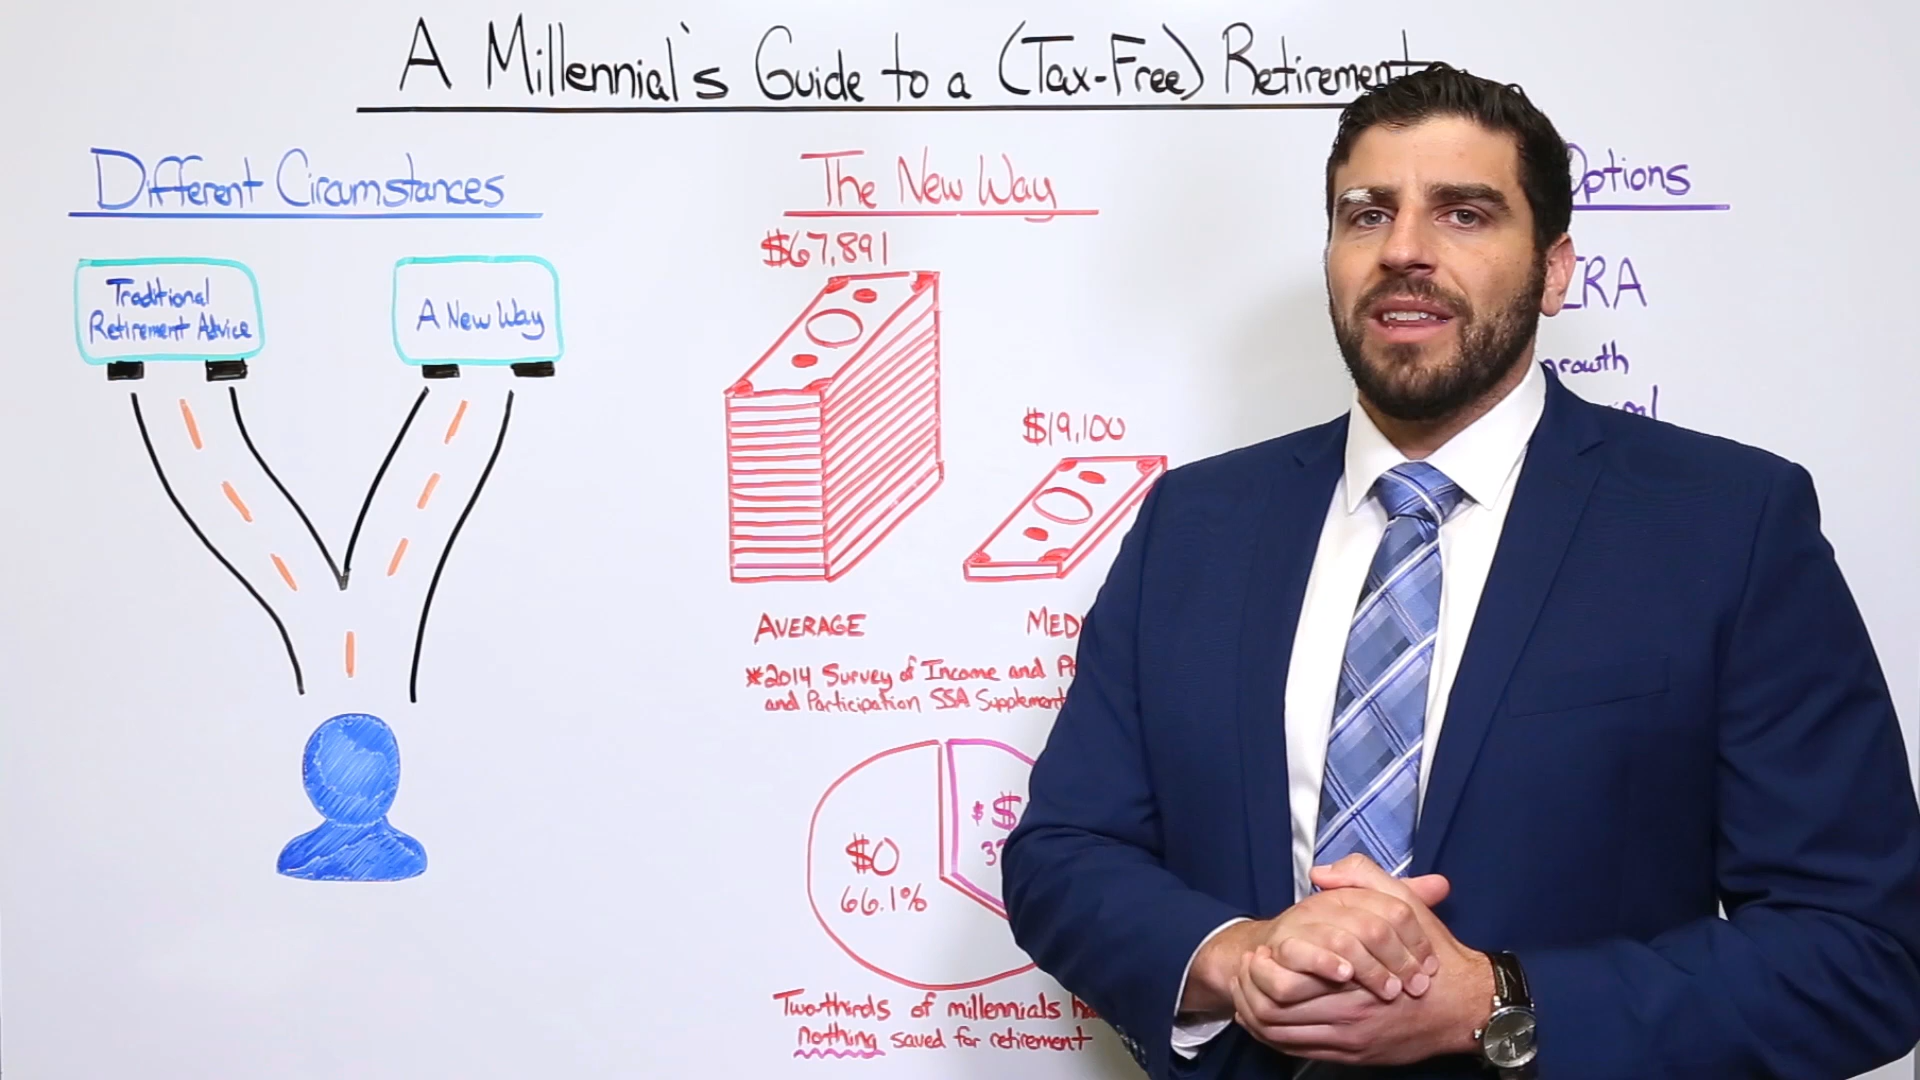 A Millennial's Guide to a (Tax-Free) Retirement
Different Circumstances
Traditional
Retirement Advice
A New Way
The New Way
$67,891
$19,100
AVERAGE
*2014 Survey of Income and
and Participation SSA Supplement
$0
66.1%
Two-thirds of millennials
nothing saved for retirement
Options
IRA
growth